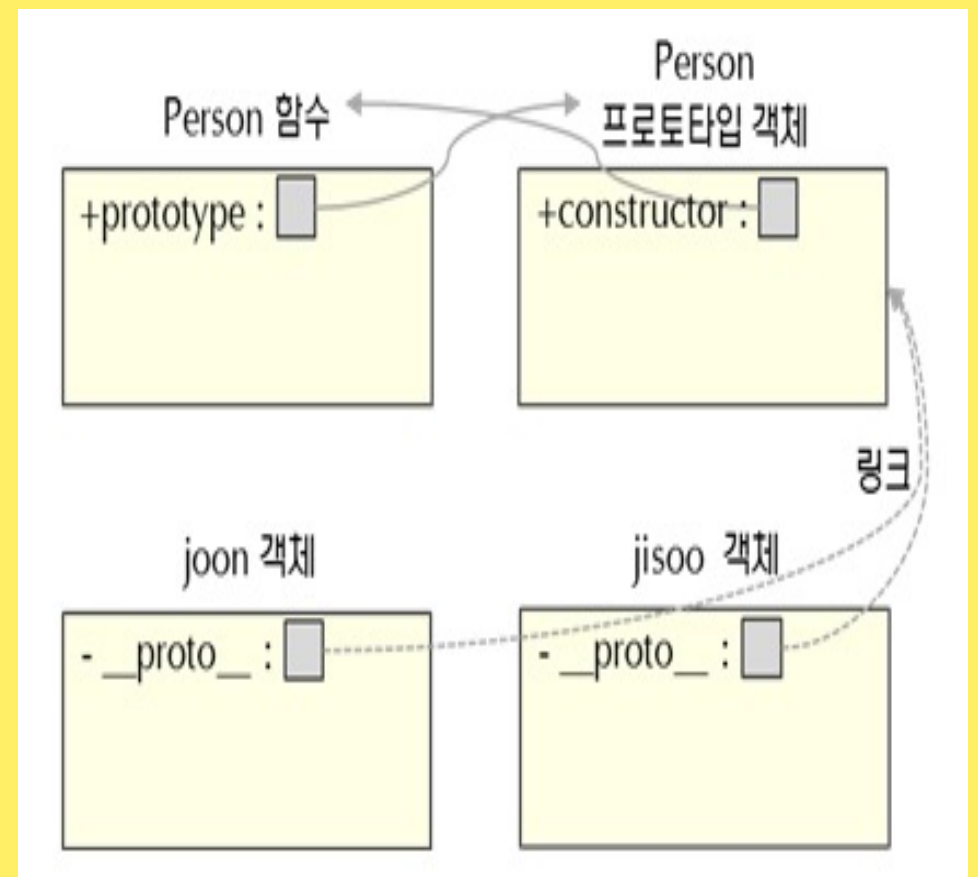 Person 함수
Person
프로토타입 객체
+prototype :
+constructor :
링크
joon 객체
jisoo 객체
- __proto__ :
- __proto__ :